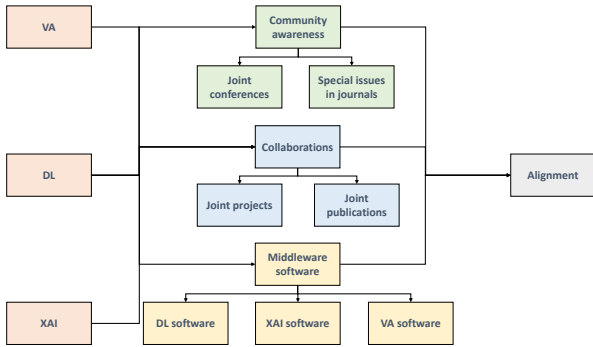 VA
Community
awareness
Joint
conferences
Special issues
in journals
DL
Collaborations
Alignment
Joint projects
Joint
publications
Middleware
software
XAI
DL software
XAI software
VA software